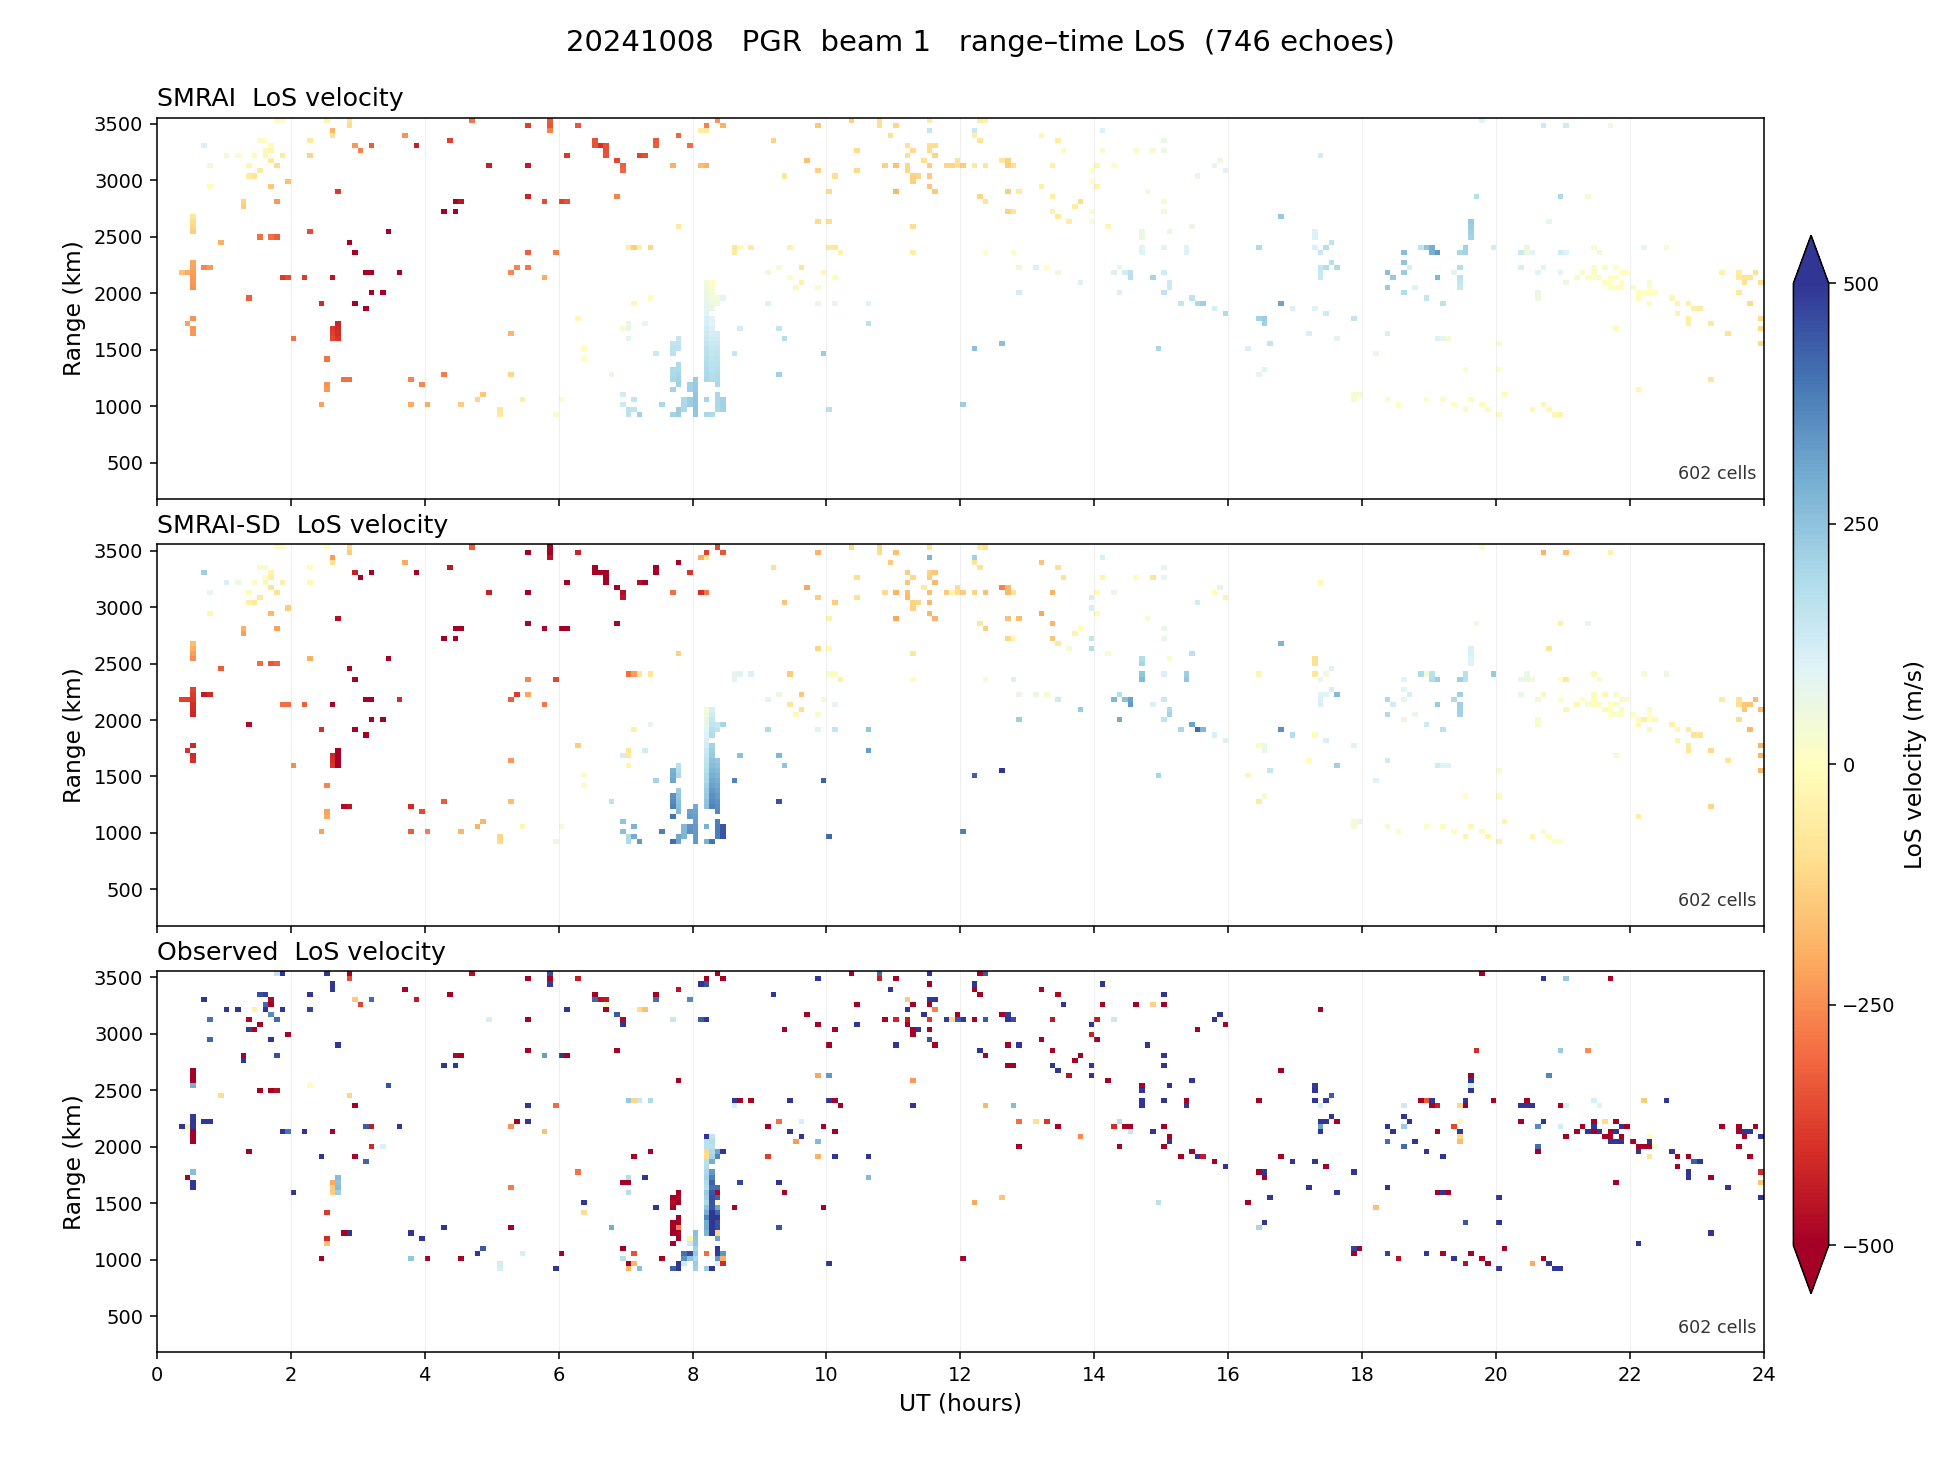 20241008   PGR  beam 1   range–time LoS  (746 echoes)
SMRAI  LoS velocity
3500
3000
2500
2000
1500
1000
500
Range (km)
602 cells
SMRAI-SD  LoS velocity
3500
3000
2500
2000
1500
1000
500
Range (km)
602 cells
Observed  LoS velocity
3500
3000
2500
2000
1500
1000
500
Range (km)
602 cells
0 2 4 6 8 10 12 14 16 18 20 22 24
UT (hours)
500
250
0
−250
−500
LoS velocity (m/s)